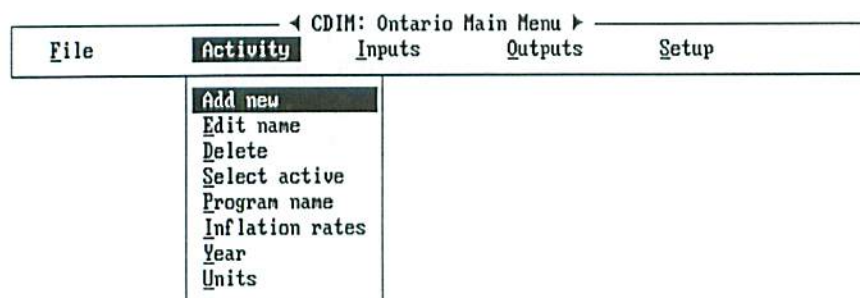 CDIM: Ontario Main Menu
File Activity Inputs Outputs Setup
Add new
Edit name
Delete
Select active
Program name
Inflation rates
Year
Units